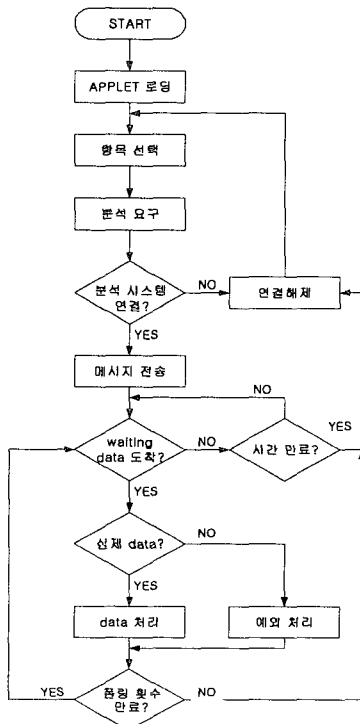 START
APPLET 로딩
항목 선택
분석 요구
분석 시스템
연결?
NO
연결해제
YES
메시지 전송
NO
waiting
data 도착?
NO
시간 만료?
YES
YES
실제 data?
NO
YES
data 처리
예외 처리
YES
폴링 횟수
만료?
NO